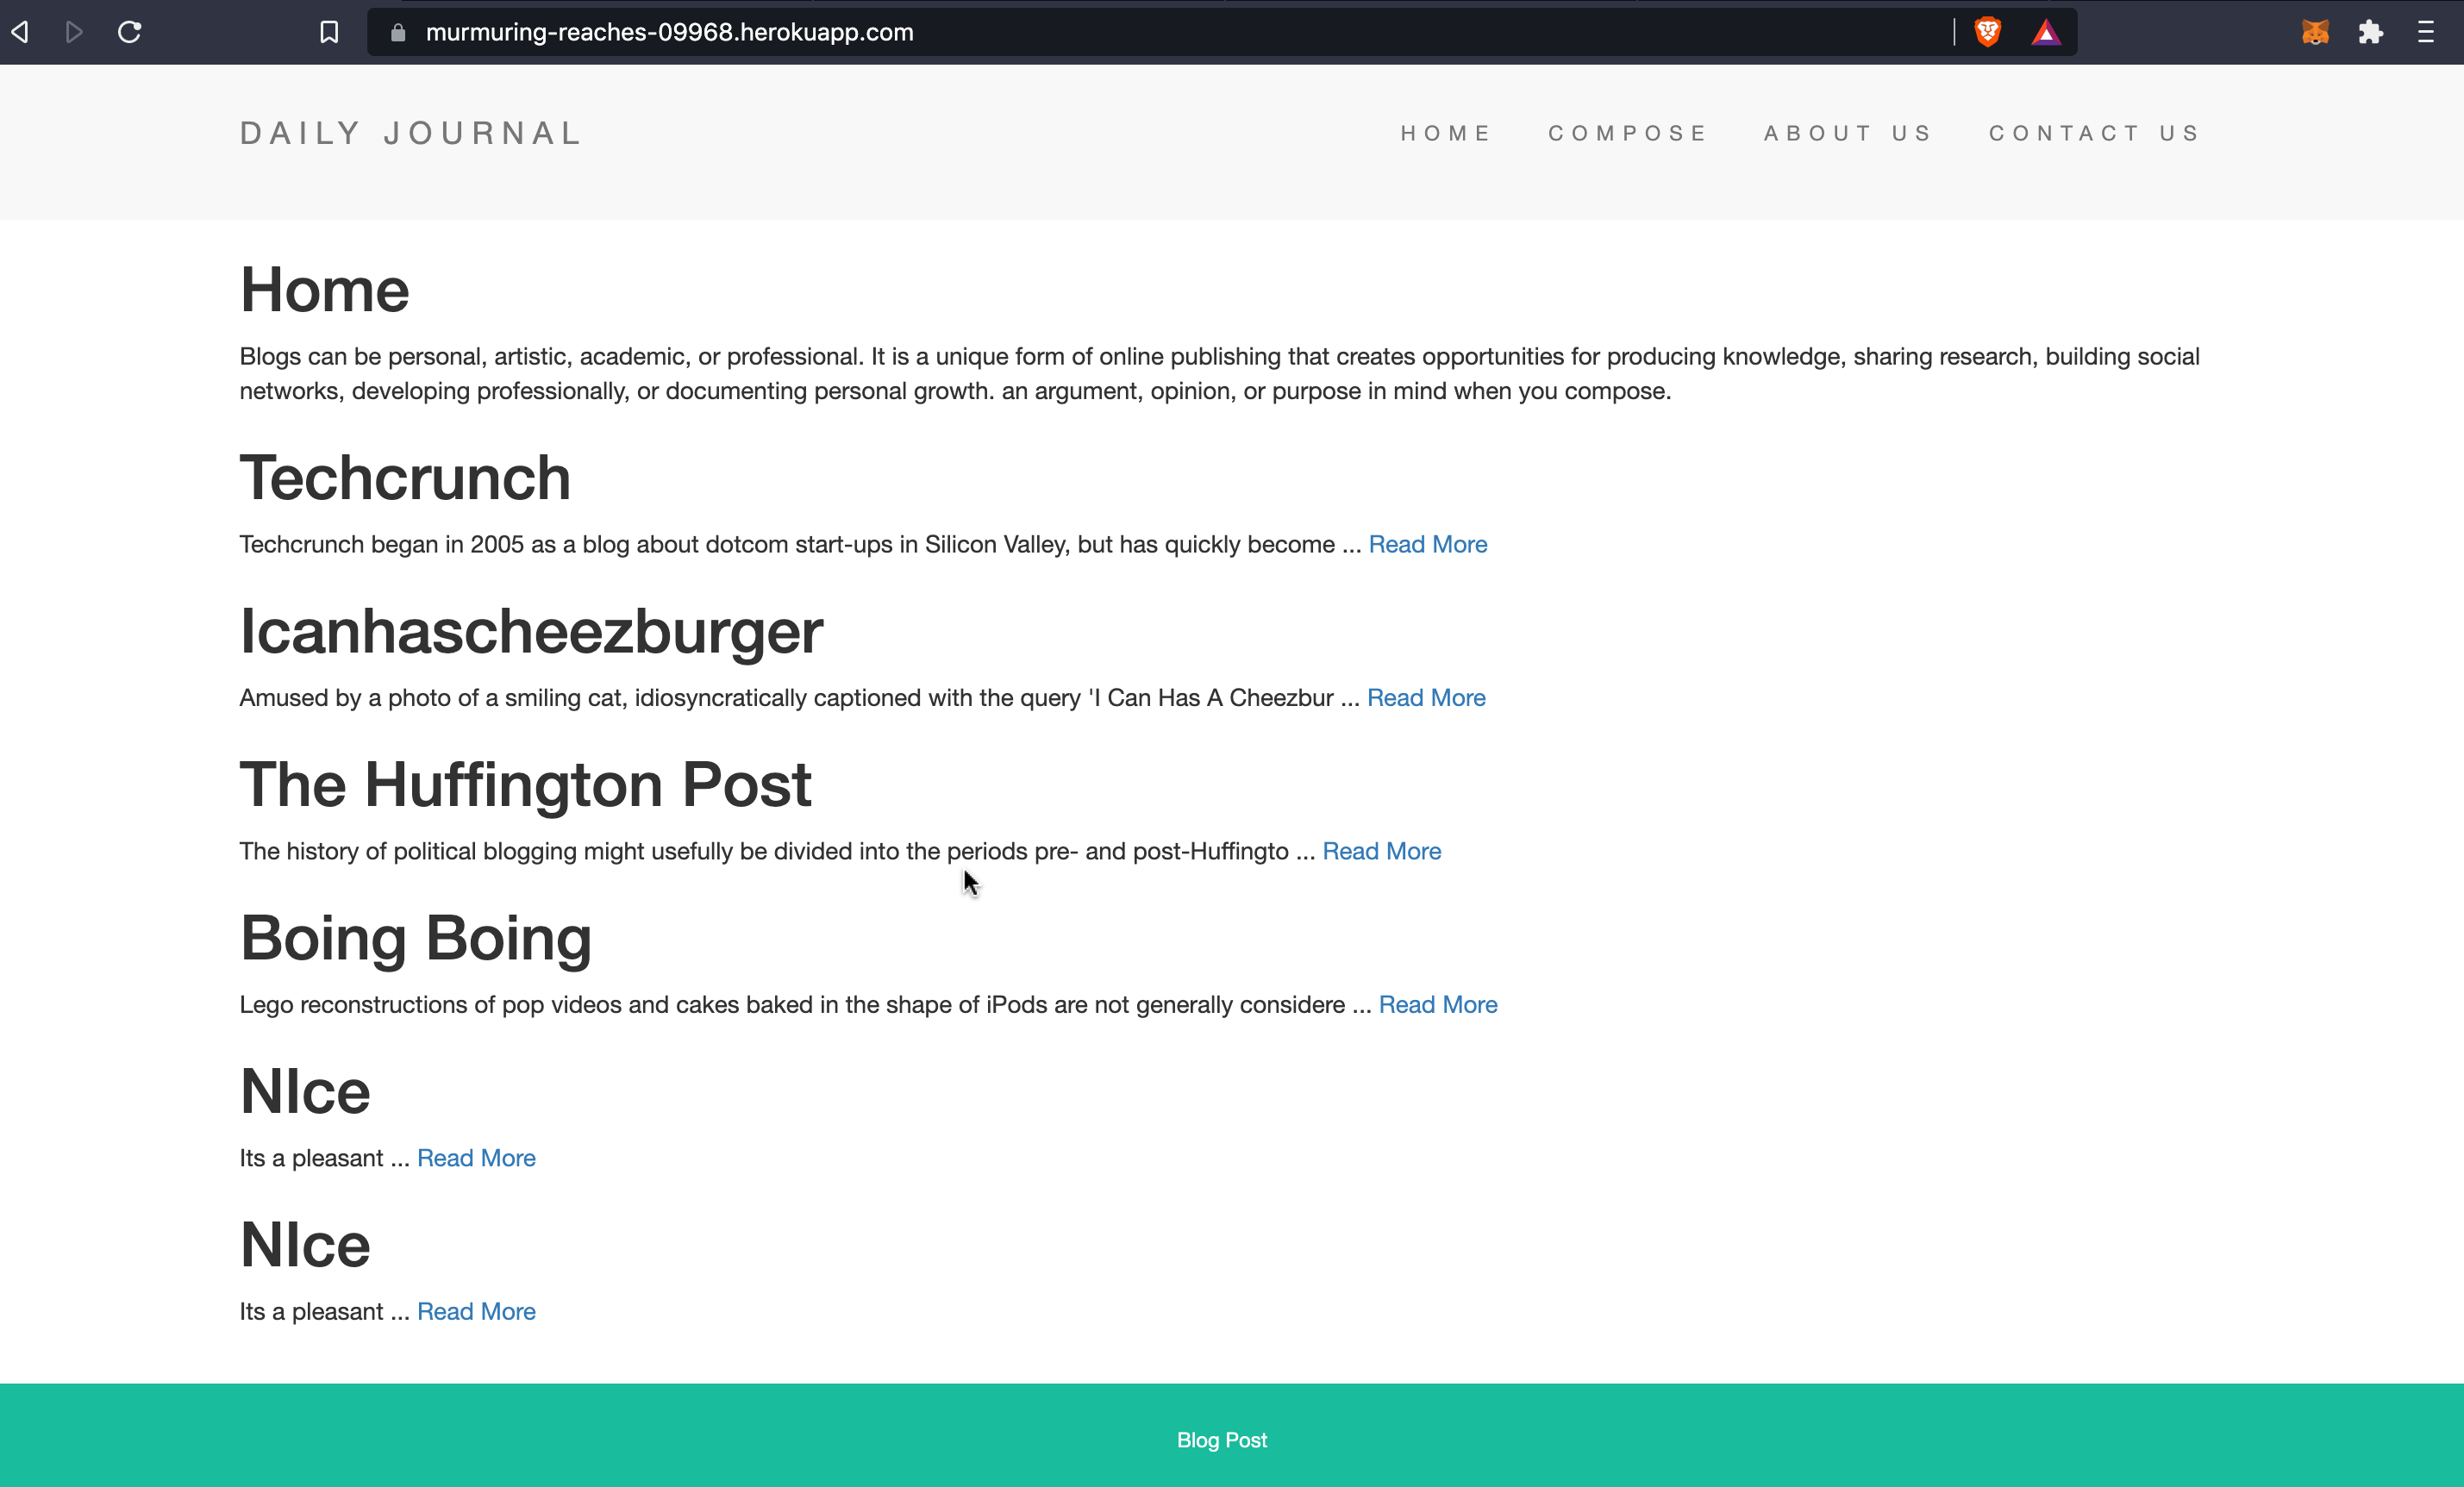 murmuring-reaches-09968.herokuapp.com
DAILY JOURNAL
HOME COMPOSE ABOUT US CONTACT US
Home
Blogs can be personal, artistic, academic, or professional. It is a unique form of online publishing that creates opportunities for producing knowledge, sharing research, building social
networks, developing professionally, or documenting personal growth. an argument, opinion, or purpose in mind when you compose.
Techcrunch
Techcrunch began in 2005 as a blog about dotcom start-ups in Silicon Valley, but has quickly become ... Read More
Icanhascheezburger
Amused by a photo of a smiling cat, idiosyncratically captioned with the query 'I Can Has A Cheezbur ... Read More
The Huffington Post
The history of political blogging might usefully be divided into the periods pre- and post-Huffingto ... Read More
Boing Boing
Lego reconstructions of pop videos and cakes baked in the shape of iPods are not generally considere ... Read More
NIce
Its a pleasant ... Read More
NIce
Its a pleasant ... Read More
Blog Post